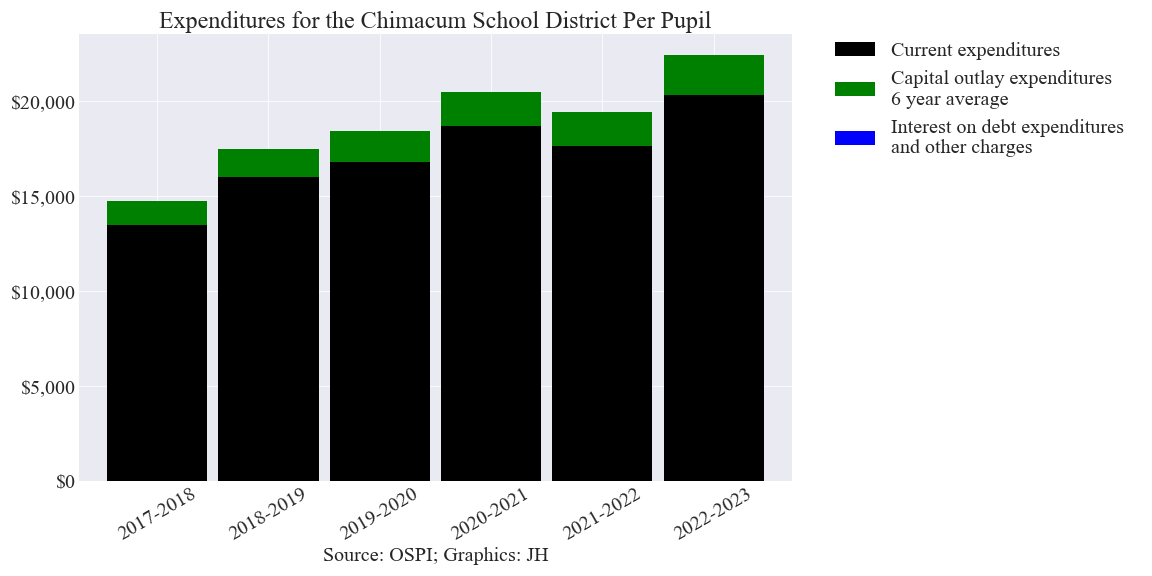 Expenditures for the Chimacum School District Per Pupil
Current expenditures
Capital outlay expenditures
6 year average
Interest on debt expenditures
and other charges
$20,000
$15,000
$10,000
$5,000
$0
2017-2018
2018-2019
2019-2020
2020-2021
2021-2022
2022-2023
Source: OSPI; Graphics: JH